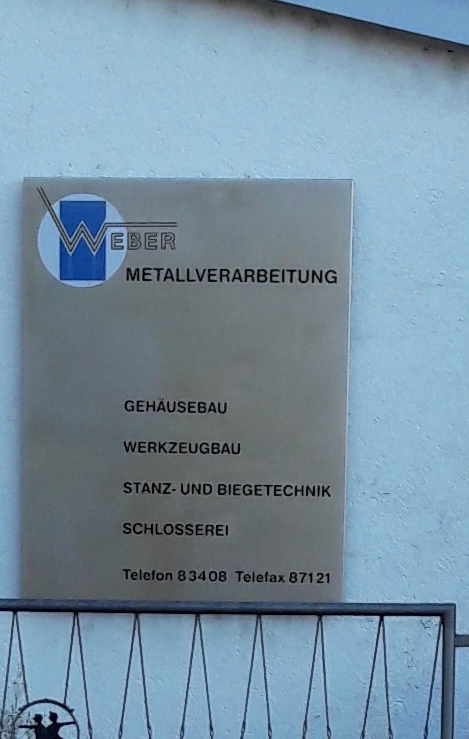 WEBER
METALLVERARBEITUNG
GEHÄUSEBAU
WERKZEUGBAU
STANZ- UND BIEGETECHNIK
SCHLOSSEREI
Telefon 83408 Telefax 87121